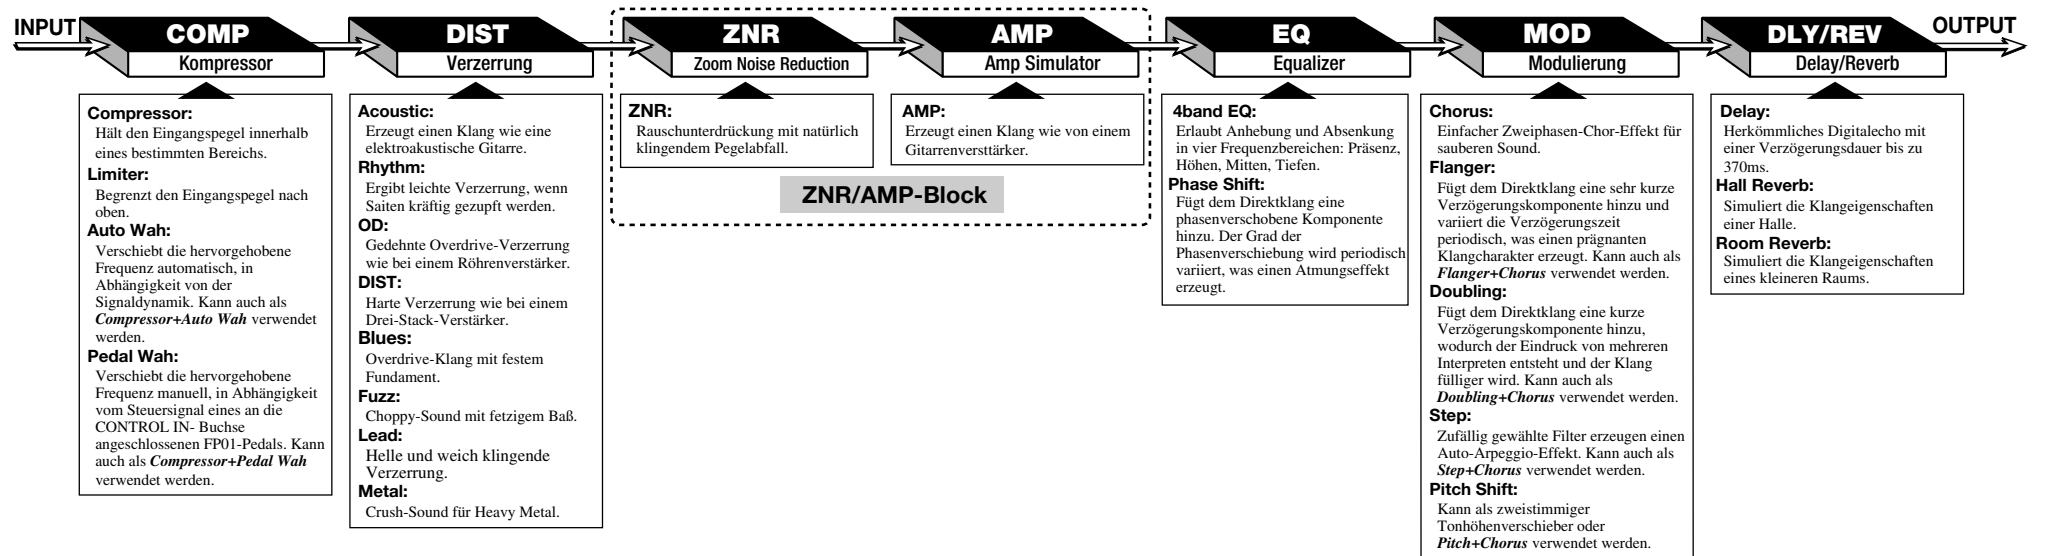 INPUT
COMP
Kompressor
DIST
Verzerrung
ZNR
Zoom Noise Reduction
AMP
Amp Simulator
EQ
Equalizer
MOD
Modulierung
DLY/REV
Delay/Reverb
OUTPUT
Compressor:
Hält den Eingangspegel innerhalb
eines bestimmten Bereichs.
Limiter:
Begrenzt den Eingangspegel nach
oben.
Auto Wah:
Verschiebt die hervorgehobene
Frequenz automatisch, in
Abhängigkeit von der
Signaldynamik. Kann auch als
Compressor+Auto Wah verwendet
werden.
Pedal Wah:
Verschiebt die hervorgehobene
Frequenz manuell, in Abhängigkeit
vom Steuersignal eines an die
CONTROL IN- Buchse
angeschlossenen FP01-Pedals. Kann
auch als Compressor+Pedal Wah
verwendet werden.
Acoustic:
Erzeugt einen Klang wie eine
elektroakustische Gitarre.
Rhythm:
Ergibt leichte Verzerrung, wenn
Saiten kräftig gezupft werden.
OD:
Gedehnte Overdrive-Verzerrung
wie bei einem Röhrenverstärker.
DIST:
Harte Verzerrung wie bei einem
Drei-Stack-Verstärker.
Blues:
Overdrive-Klang mit festem
Fundament.
Fuzz:
Choppy-Sound mit fetzigem Baß.
Lead:
Helle und weich klingende
Verzerrung.
Metal:
Crush-Sound für Heavy Metal.
ZNR:
Rauschunterdrückung mit natürlich
klingendem Pegelabfall.
AMP:
Erzeugt einen Klang wie von einem
Gitarrenversttärker.
ZNR/AMP-Block
4band EQ:
Erlaubt Anhebung und Absenkung
in vier Frequenzbereichen: Präsenz,
Höhen, Mitten, Tiefen.
Phase Shift:
Fügt dem Direktklang eine
phasenverschobene Komponente
hinzu. Der Grad der
Phasenverschiebung wird periodisch
variiert, was einen Atmungseffekt
erzeugt.
Chorus:
Einfacher Zweiphasen-Chor-Effekt für
sauberen Sound.
Flanger:
Fügt dem Direktklang eine sehr kurze
Verzögerungskomponente hinzu und
variiert die Verzögerungszeit
periodisch, was einen prägnanten
Klangcharakter erzeugt. Kann auch als
Flanger+Chorus verwendet werden.
Doubling:
Fügt dem Direktklang eine kurze
Verzögerungskomponente hinzu,
wodurch der Eindruck von mehreren
Interpreten entsteht und der Klang
fülliger wird. Kann auch als
Doubling+Chorus verwendet werden.
Step:
Zufällig gewählte Filter erzeugen einen
Auto-Arpeggio-Effekt. Kann auch als
Step+Chorus verwendet werden.
Pitch Shift:
Kann als zweistimmiger
Tonhöhenverschieber oder
Pitch+Chorus verwendet werden.
Delay:
Herkömmliches Digitalecho mit
einer Verzögerungsdauer bis zu
370ms.
Hall Reverb:
Simuliert die Klangeigenschaften
einer Halle.
Room Reverb:
Simuliert die Klangeigenschaften
eines kleineren Raums.